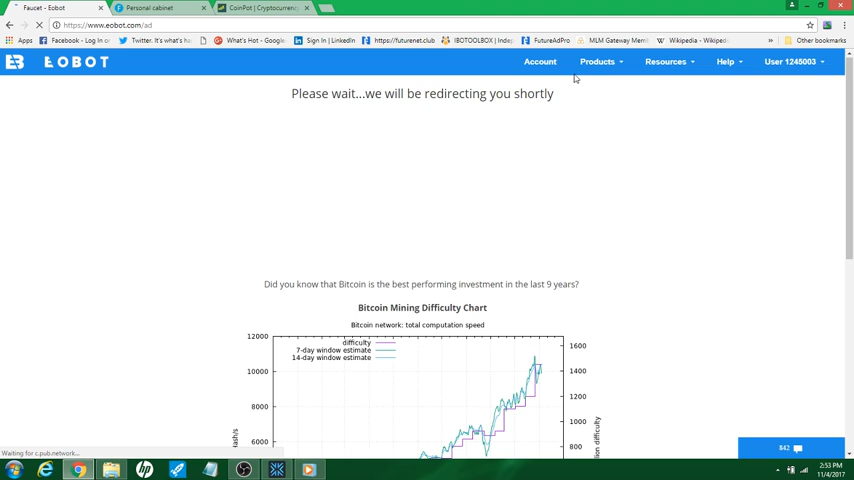 Faucet - Eobot
Personal cabinet
CoinPot | Cryptocurrency
https://www.eobot.com/ad
Apps
Facebook - Log In or
Twitter. It's what's ha
What's Hot - Google
Sign In | LinkedIn
https://futurenet.club
IBOTOOLBOX | Indep
FutureAdPro
MLM Gateway Mem
Wikipedia - Wikipedi
»
Other bookmarks
EB EOBOT
Account
Products
Resources
Help
User 1245003
Please wait...we will be redirecting you shortly
Did you know that Bitcoin is the best performing investment in the last 9 years?
Bitcoin Mining Difficulty Chart
Bitcoin network: total computation speed
difficulty
7-day window estimate
14-day window estimate
12000
10000
8000
6000
1600
1400
1200
1000
800
Waiting for c.pub.network...
842
2:53 PM
11/4/2017